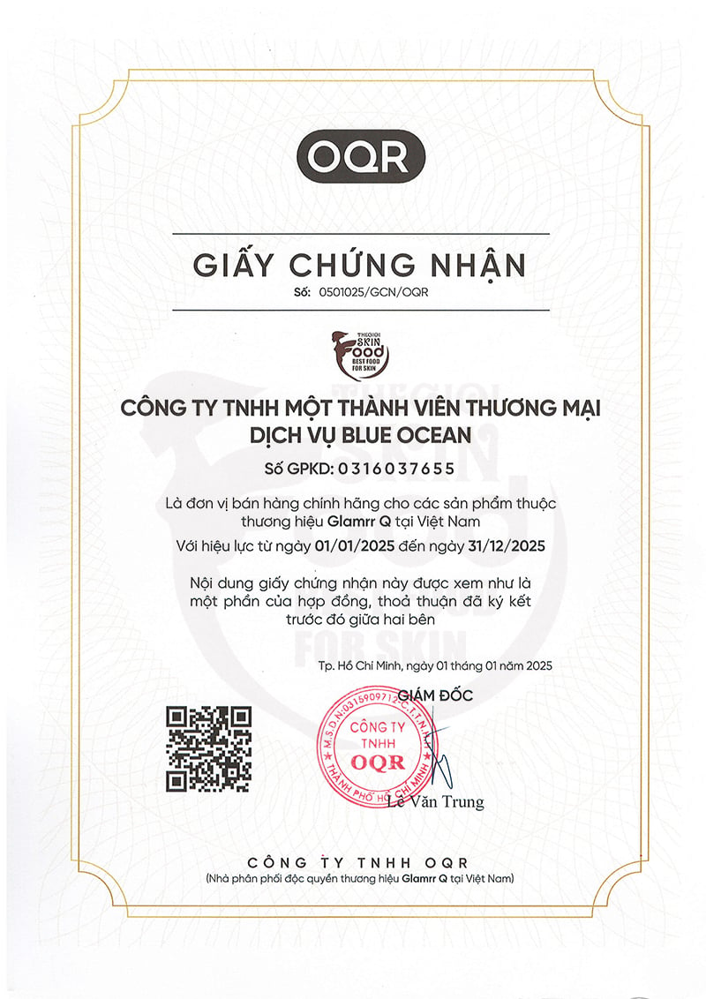 OQR
GIẤY CHỨNG NHẬN
Số: 0501025/GCN/OQR
THEGIOI
SKIN
Food
BEST FOOD
FOR SKIN
THEGIOI
SKIN
Food
FOR SKIN
CÔNG TY TNHH MỘT THÀNH VIÊN THƯƠNG MẠI
DỊCH VỤ BLUE OCEAN
Số GPKD: 0316037655
Là đơn vị bán hàng chính hãng cho các sản phẩm thuộc
thương hiệu Glamrr Q tại Việt Nam
Với hiệu lực từ ngày 01/01/2025 đến ngày 31/12/2025
Nội dung giấy chứng nhận này được xem như là
một phần của hợp đồng, thoả thuận đã ký kết
trước đó giữa hai bên
Tp. Hồ Chí Minh, ngày 01 tháng 01 năm 2025
GIÁM ĐỐC
M.S.D.N:0315909712-C.T.T.N.H.H
CÔNG TY
TNHH
OQR
THÀNH PHỐ HỒ CHÍ MINH
Lê Văn Trung
CÔNG TY TNHH OQR
(Nhà phân phối độc quyền thương hiệu Glamrr Q tại Việt Nam)